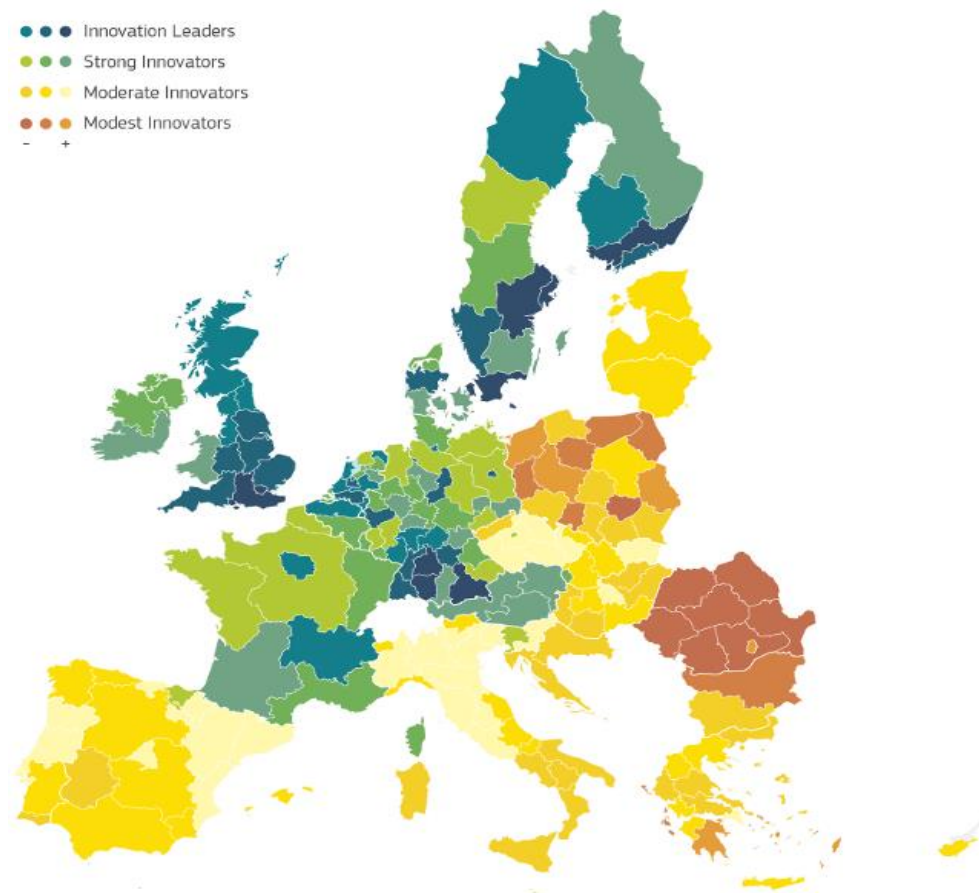 Innovation Leaders
Strong Innovators
Moderate Innovators
Modest Innovators
- +